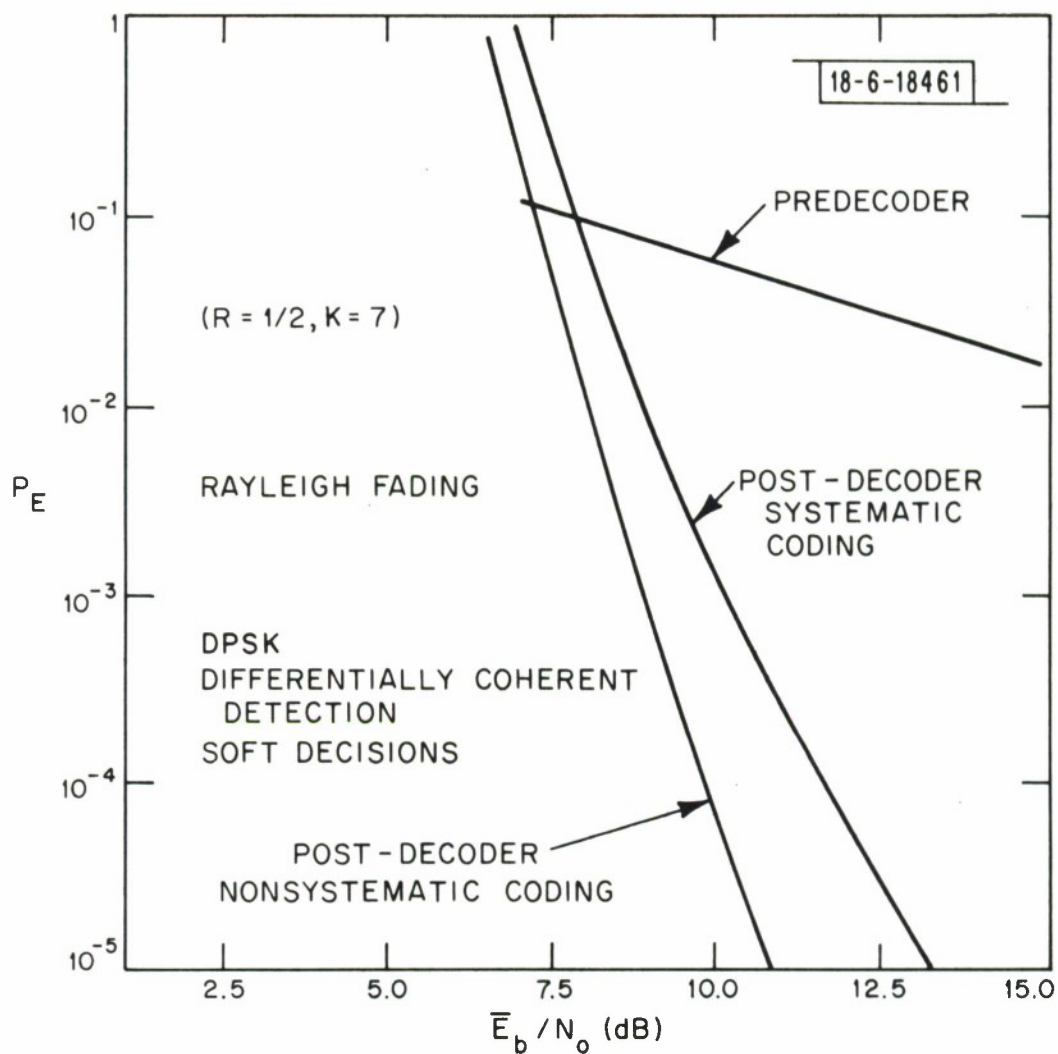 1
18-6-18461
10⁻¹
PREDECODER
(R = 1/2, K = 7)
10⁻²
P_E
RAYLEIGH FADING
POST-DECODER
SYSTEMATIC
CODING
10⁻³
DPSK
DIFFERENTIALLY COHERENT
DETECTION
SOFT DECISIONS
10⁻⁴
POST-DECODER
NONSYSTEMATIC CODING
10⁻⁵
2.5 5.0 7.5 10.0 12.5 15.0
E̅_b/N_o (dB)